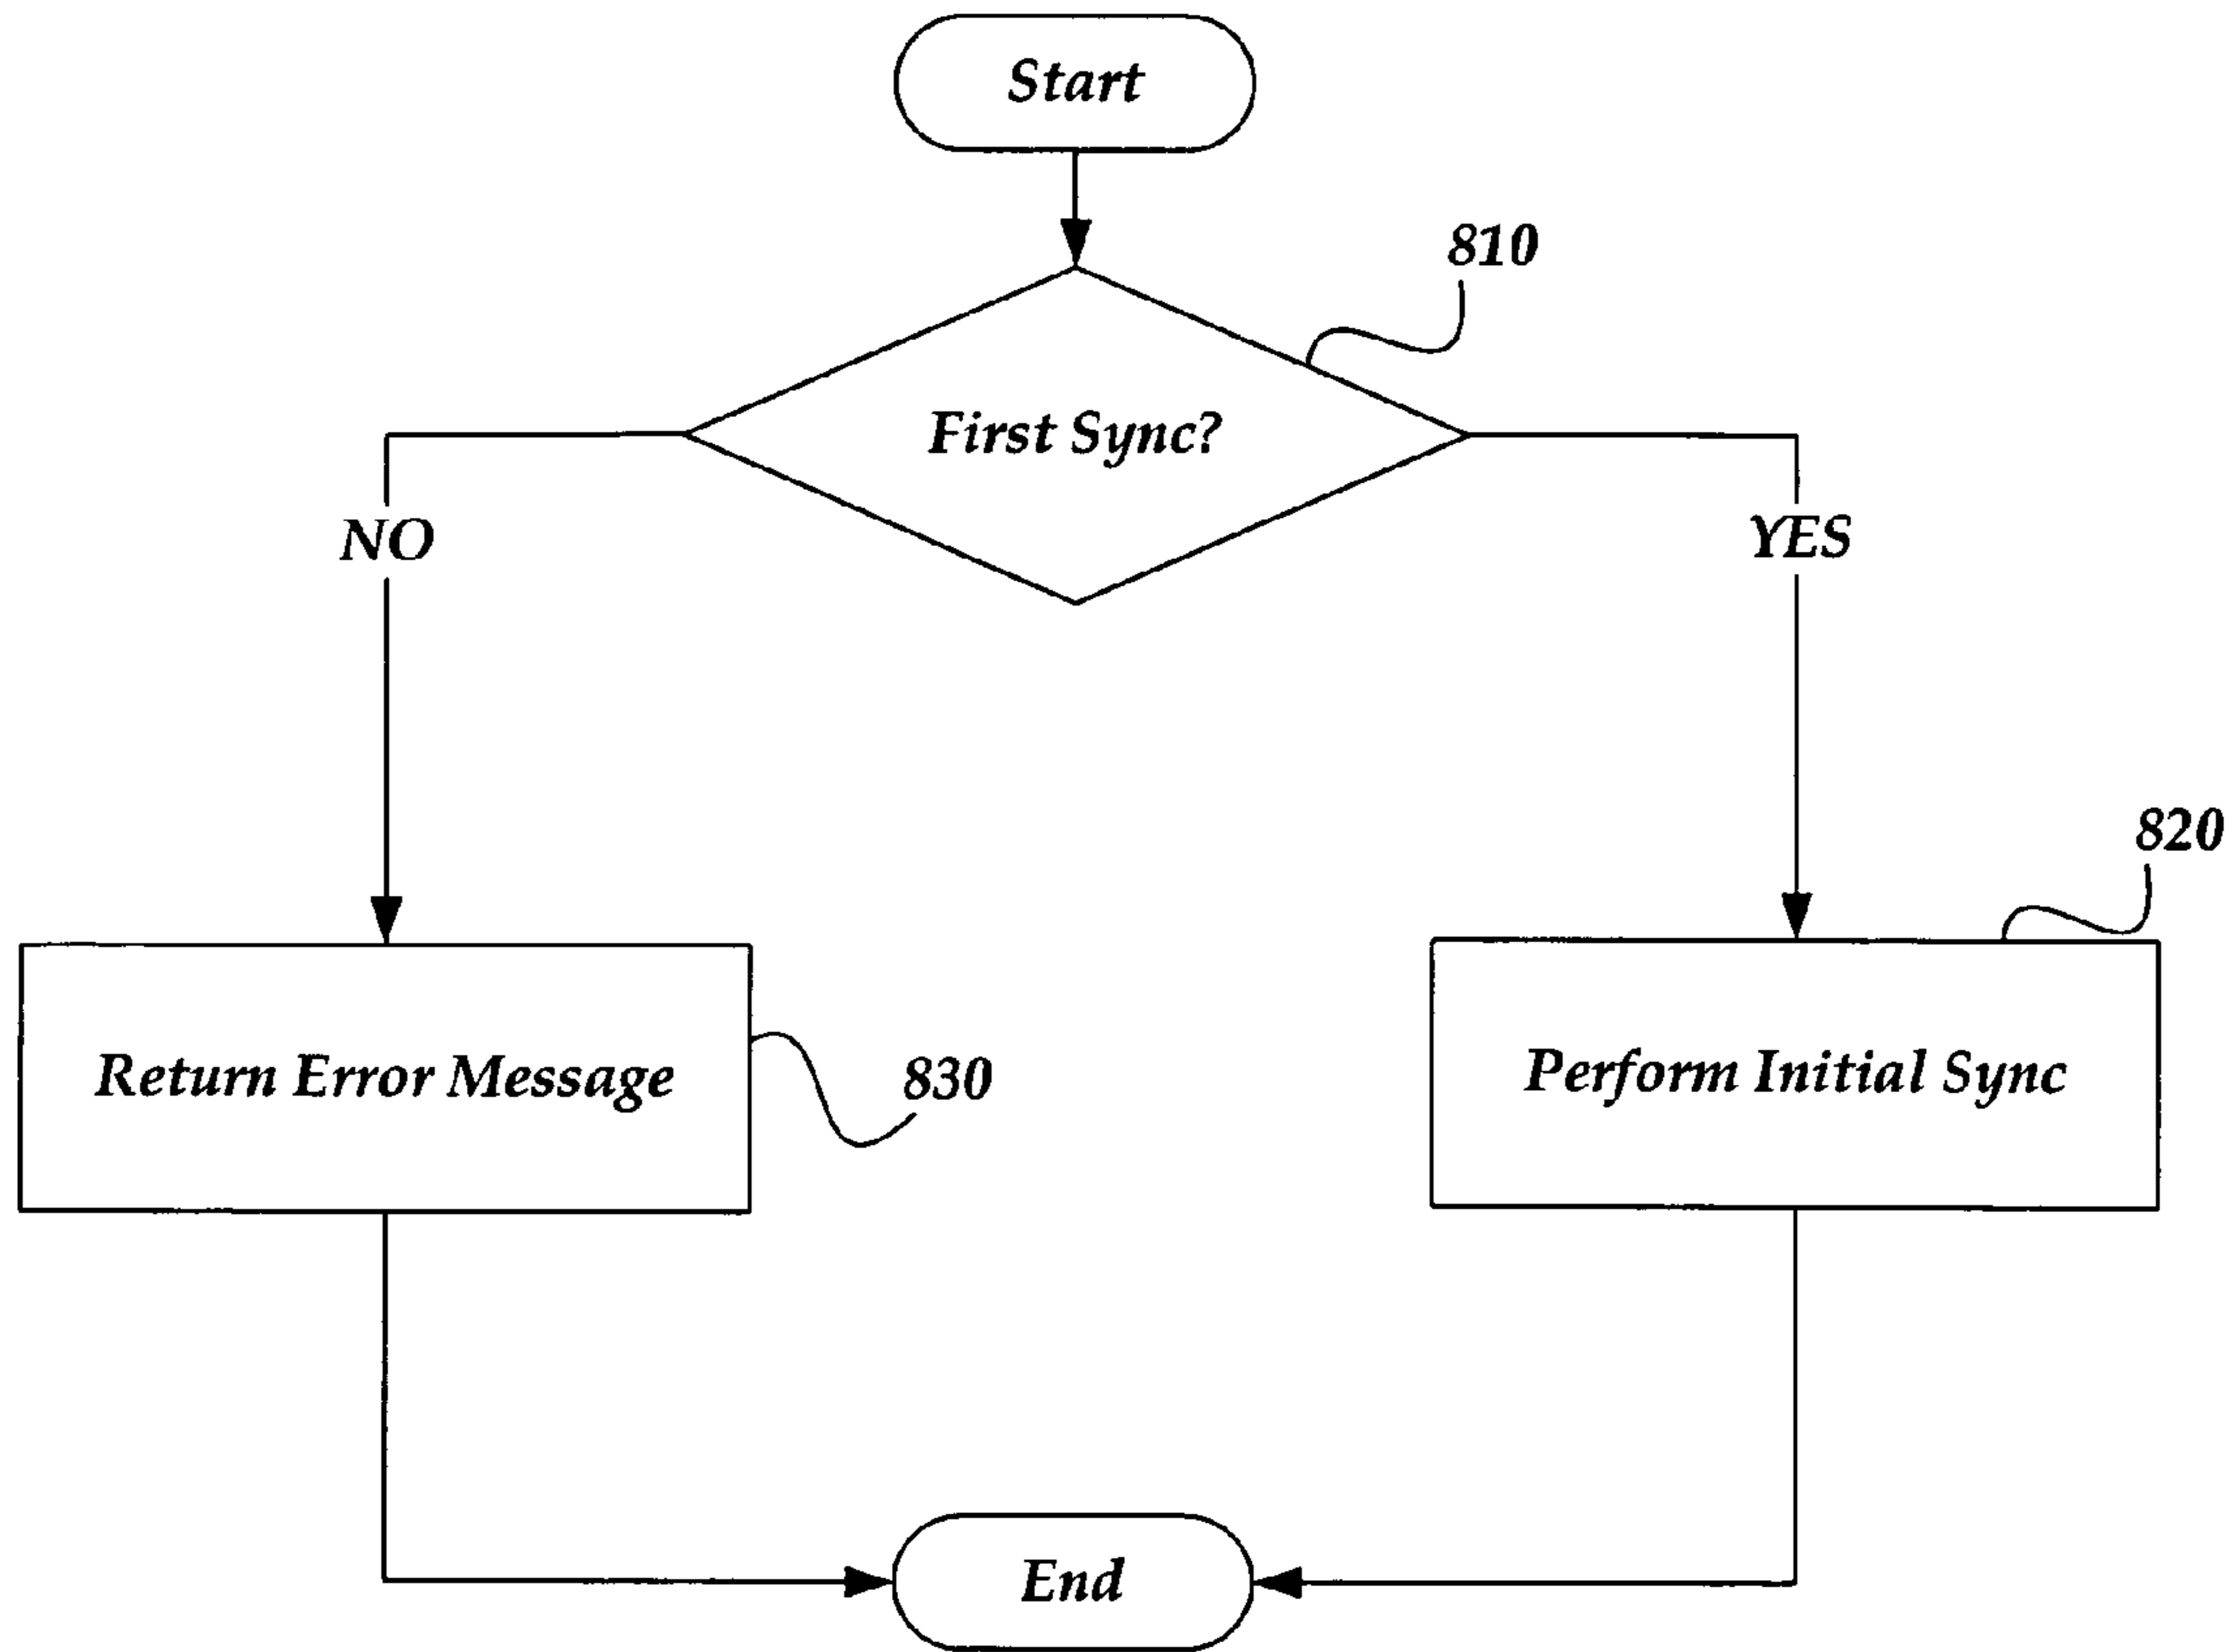 Start
810
First Sync?
NO
YES
820
Return Error Message
830
Perform Initial Sync
End